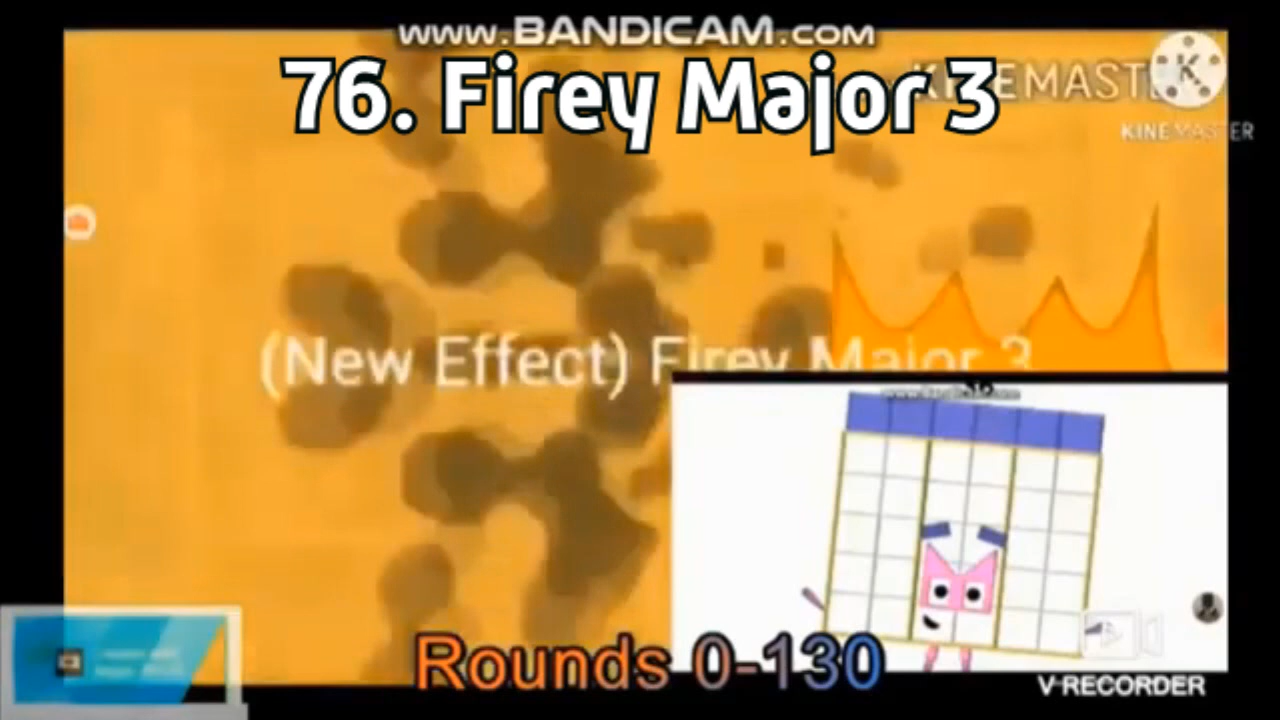 www.BANDICAM.com
76. Firey Major 3
KINEMASTER
KINEMASTER
(New Effect) Firey Major 3
Rounds 0-130
V RECORDER